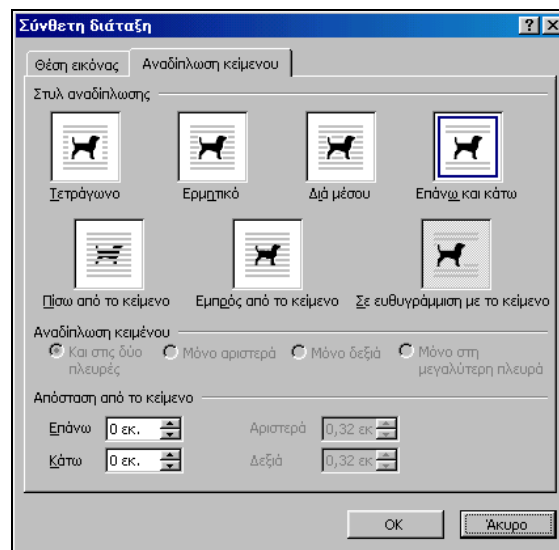 Σύνθετη διάταξη
Θέση εικόνας Αναδίπλωση κείμενου
Στυλ αναδίπλωσης
Τετράγωνο Ερμητικό Διά μέσου Επάνω και κάτω
Πίσω από το κείμενο Εμπρός από το κείμενο Σε ευθυγράμμιση με το κείμενο
Αναδίπλωση κειμένου
Και στις δύο πλευρές Μόνο αριστερά Μόνο δεξιά Μόνο στη μεγαλύτερη πλευρά
Απόσταση από το κείμενο
Επάνω 0 εκ. Αριστερά 0,32 εκ
Κάτω 0 εκ. Δεξιά 0,32 εκ
OK Άκυρο